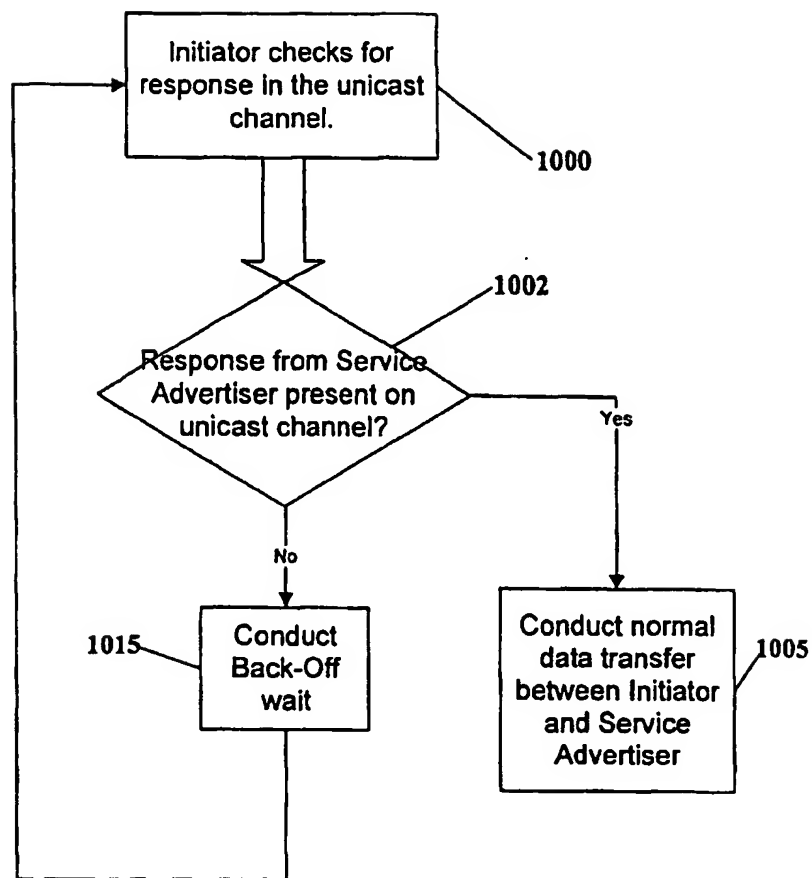 Initiator checks for
response in the unicast
channel.
1000
1002
Response from Service
Advertiser present on
unicast channel?
Yes
No
1015
Conduct
Back-Off
wait
Conduct normal
data transfer
between Initiator
and Service
Advertiser
1005